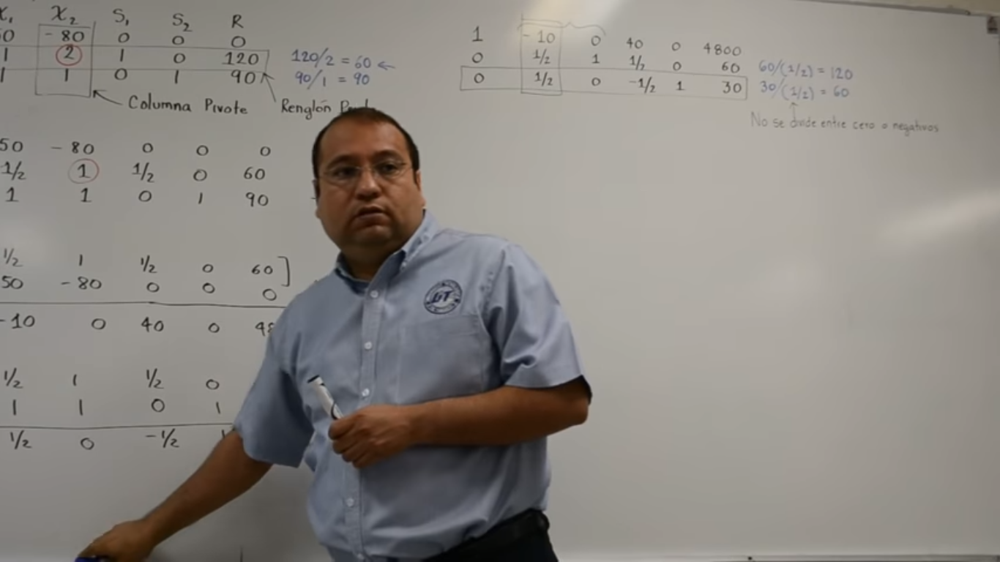 X₁ X₂ S₁ S₂ R
50 - 80 0 0 0
1 2 1 0 120
1 1 0 1 90
120/2 = 60 ←
90/1 = 90
Columna Pivote
Renglón
50 - 80 0 0 0
1/2 1 1/2 0 60
1 1 0 1 90
1/2 1 1/2 0 60 ]
50 - 80 0 0 0
-10 0 40 0 48
1/2 1 1/2 0
1 1 0 1
1/2 0 -1/2 1
1 - 10 0 40 0 4800
0 1/2 1 1/2 0 60
0 1/2 0 -1/2 1 30
60/(1/2) = 120
30/(1/2) = 60
No se divide entre cero o negativos